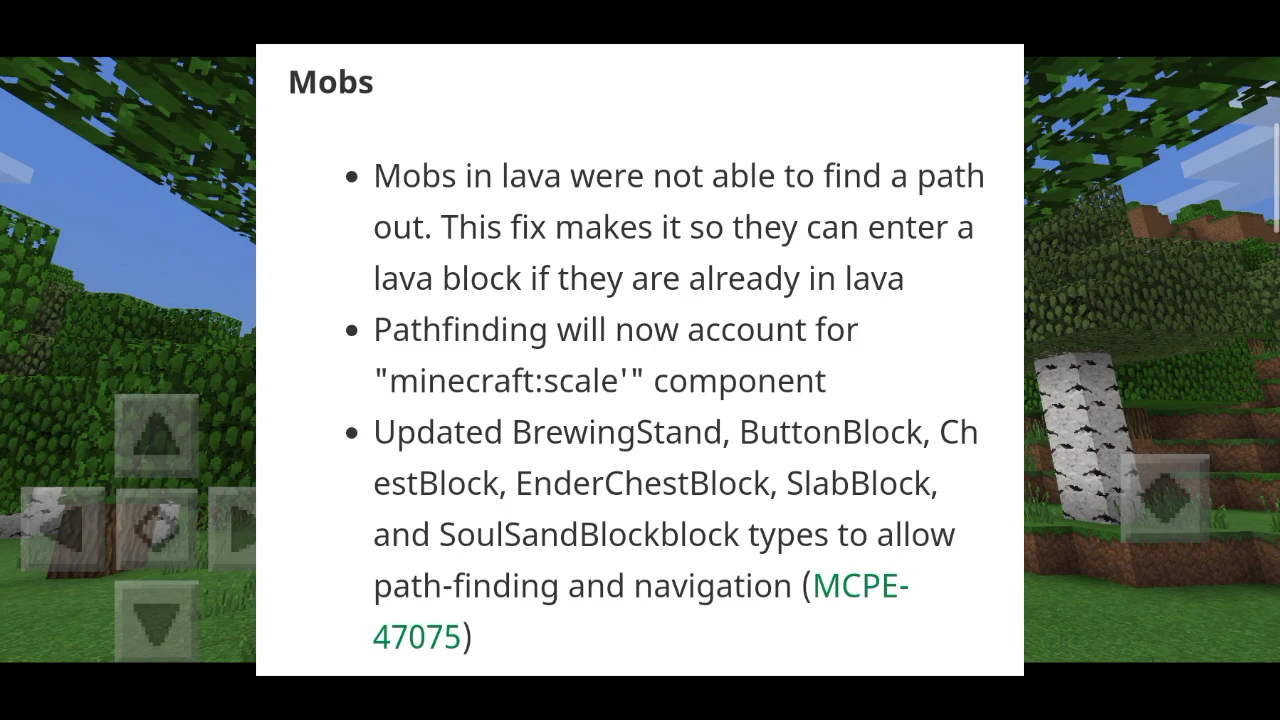 Mobs
Mobs in lava were not able to find a path
out. This fix makes it so they can enter a
lava block if they are already in lava
Pathfinding will now account for
"minecraft:scale'" component
Updated BrewingStand, ButtonBlock, Ch
estBlock, EnderChestBlock, SlabBlock,
and SoulSandBlockblock types to allow
path-finding and navigation (MCPE-
47075)